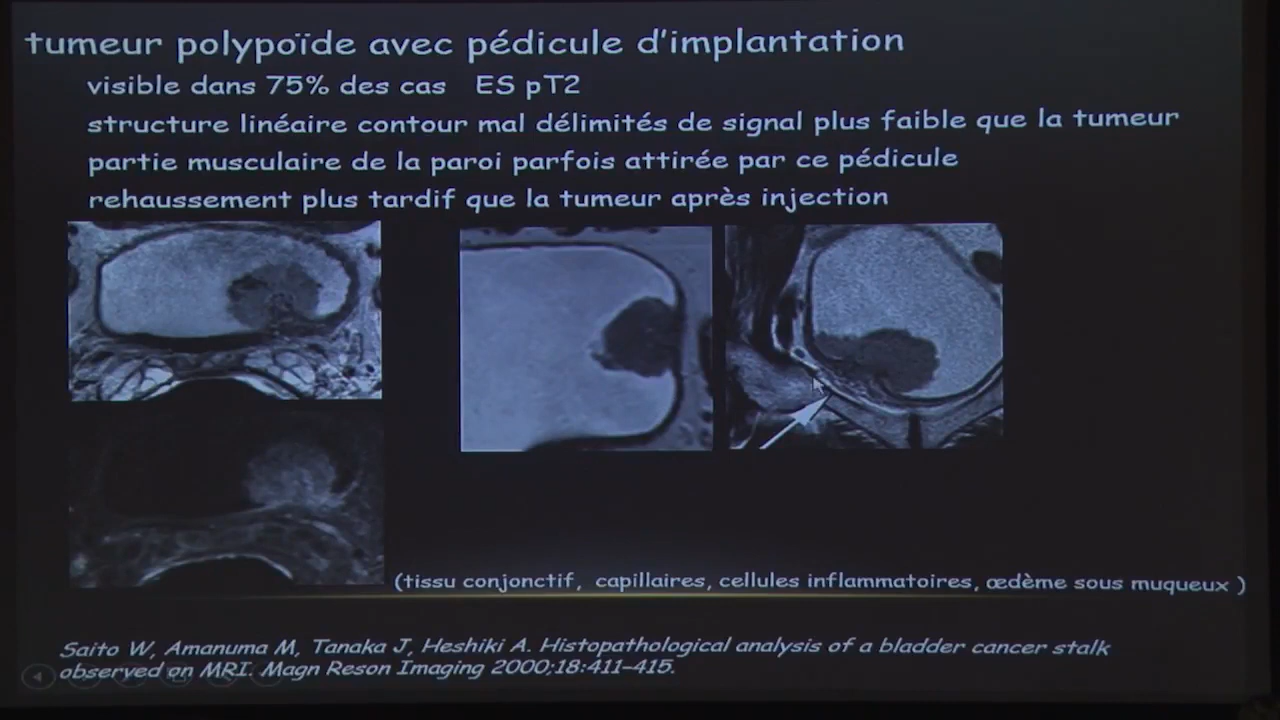 tumeur polypoïde avec pédicule d'implantation
visible dans 75% des cas ES pT2
structure linéaire contour mal délimités de signal plus faible que la tumeur
partie musculaire de la paroi parfois attirée par ce pédicule
rehaussement plus tardif que la tumeur après injection
(tissu conjonctif, capillaires, cellules inflammatoires, œdème sous muqueux )
Saito W, Amanuma M, Tanaka J, Heshiki A. Histopathological analysis of a bladder cancer stalk
observed on MRI. Magn Reson Imaging 2000;18:411–415.